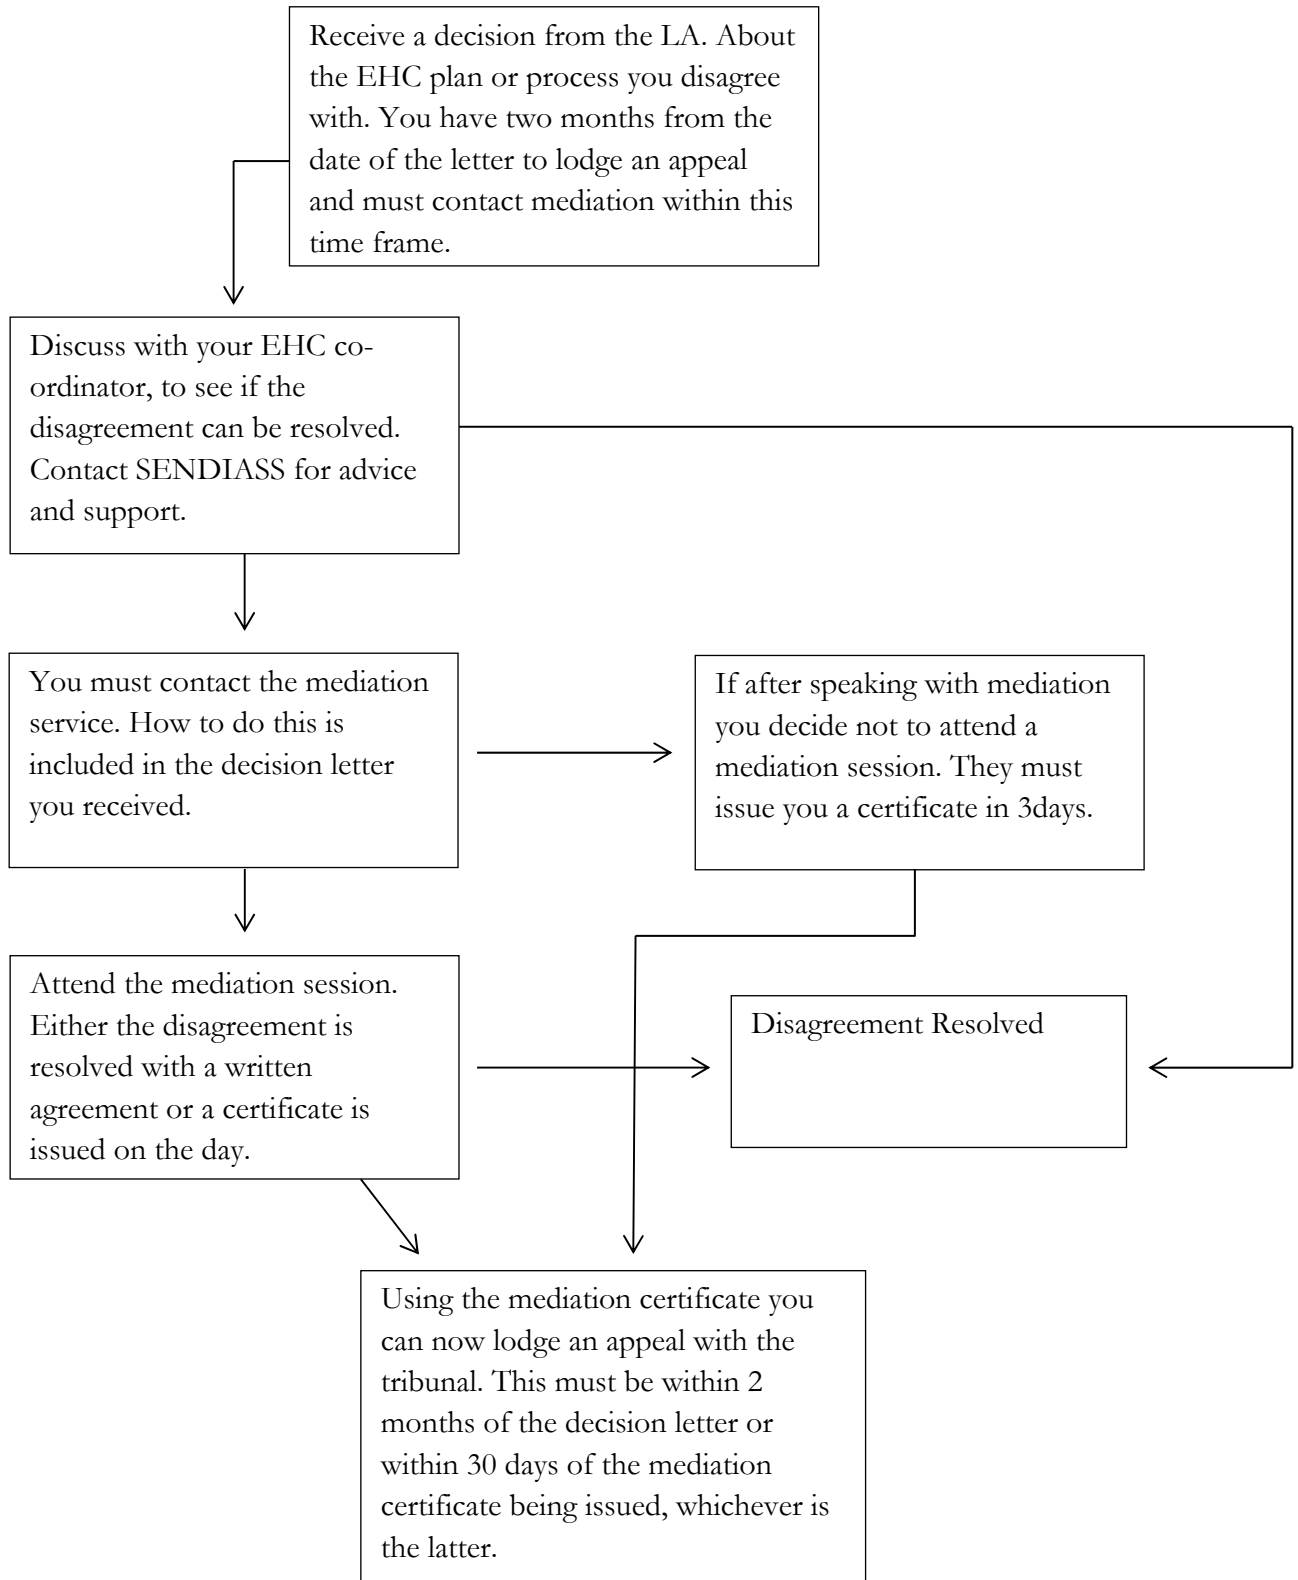 Receive a decision from the LA. About
the EHC plan or process you disagree
with. You have two months from the
date of the letter to lodge an appeal
and must contact mediation within this
time frame.
Discuss with your EHC co-
ordinator, to see if the
disagreement can be resolved.
Contact SENDIASS for advice
and support.
You must contact the mediation
service. How to do this is
included in the decision letter
you received.
If after speaking with mediation
you decide not to attend a
mediation session. They must
issue you a certificate in 3days.
Attend the mediation session.
Either the disagreement is
resolved with a written
agreement or a certificate is
issued on the day.
Disagreement Resolved
Using the mediation certificate you
can now lodge an appeal with the
tribunal. This must be within 2
months of the decision letter or
within 30 days of the mediation
certificate being issued, whichever is
the latter.